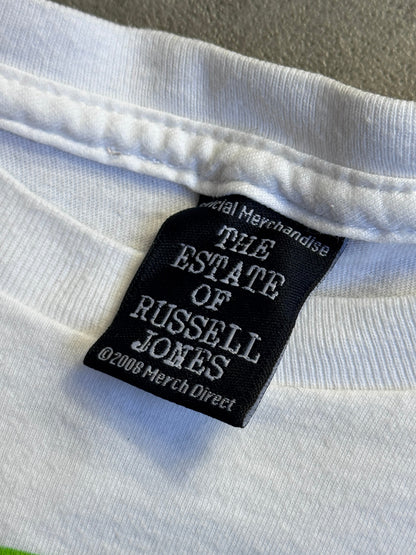 Merchandise
THE
ESTATE
OF
RUSSELL
JONES
©2008 Merch Direct